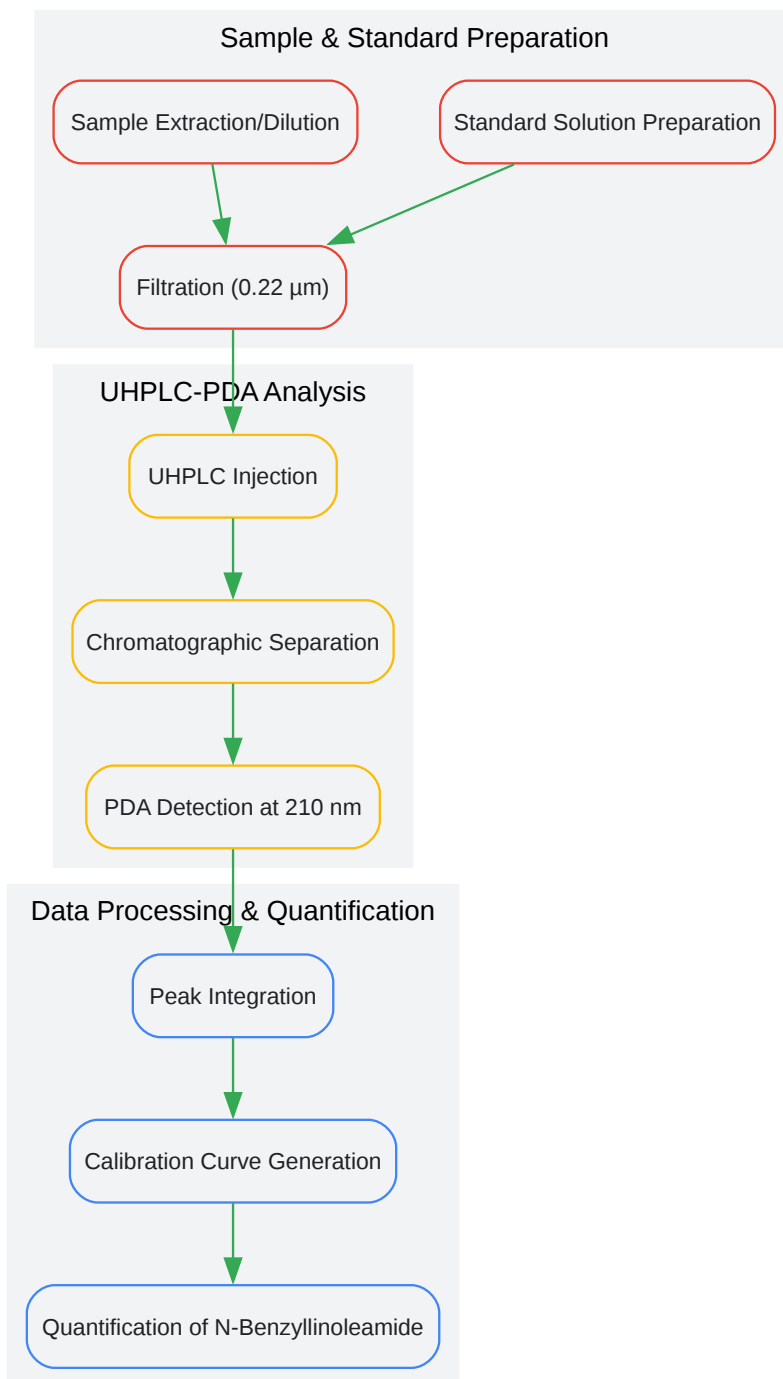 Sample & Standard Preparation
Sample Extraction/Dilution
Standard Solution Preparation
Filtration (0.22 µm)
UHPLC-PDA Analysis
UHPLC Injection
Chromatographic Separation
PDA Detection at 210 nm
Data Processing & Quantification
Peak Integration
Calibration Curve Generation
Quantification of N-Benzyllinoleamide